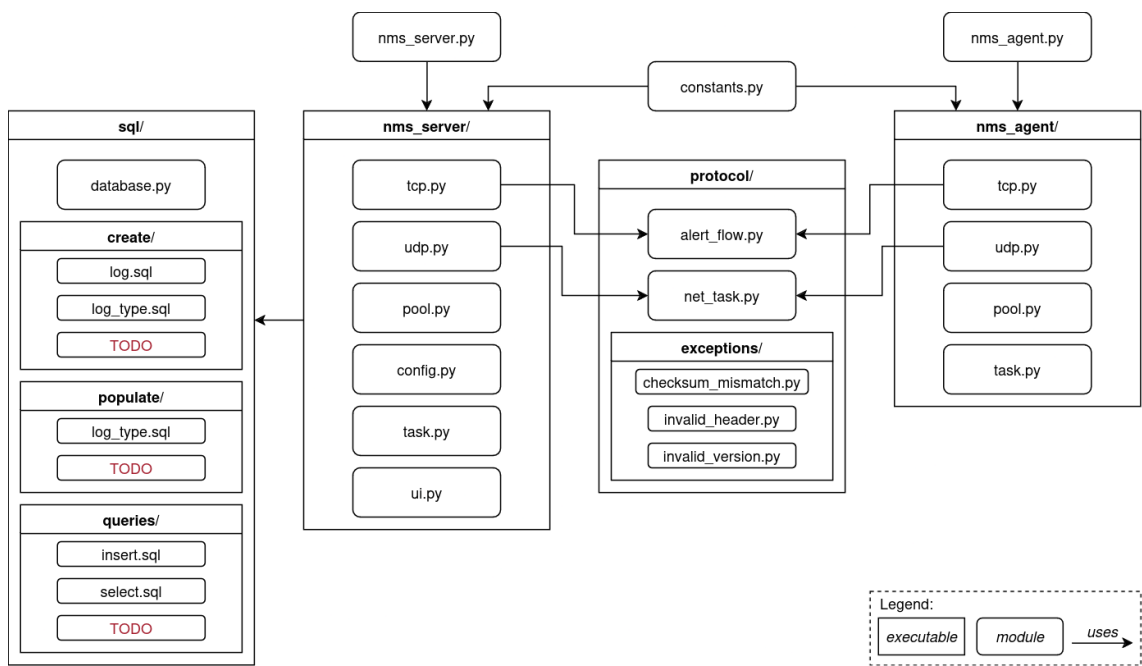 nms_server.py
nms_agent.py
constants.py
sql/
database.py
create/
log.sql
log_type.sql
TODO
populate/
log_type.sql
TODO
queries/
insert.sql
select.sql
TODO
nms_server/
tcp.py
udp.py
pool.py
config.py
task.py
ui.py
protocol/
alert_flow.py
net_task.py
exceptions/
checksum_mismatch.py
invalid_header.py
invalid_version.py
nms_agent/
tcp.py
udp.py
pool.py
task.py
Legend:
executable
module
uses